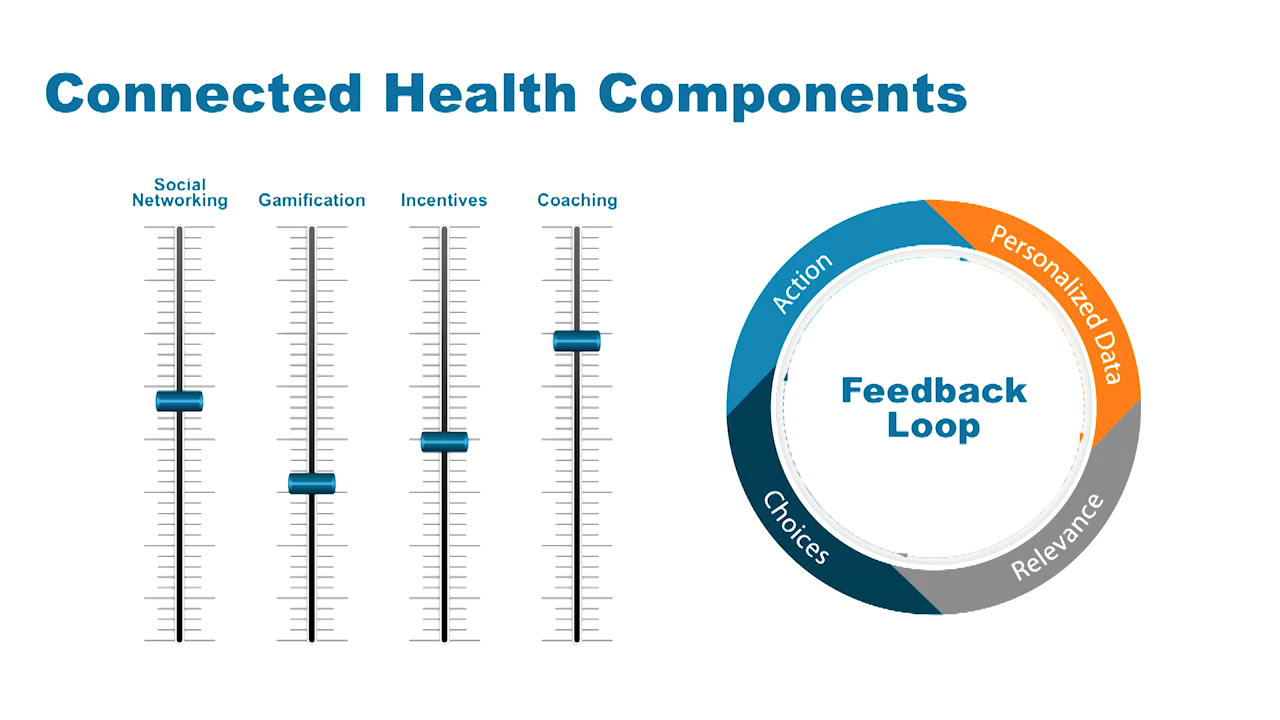 Connected Health Components
Social
Networking
Gamification
Incentives
Coaching
Action
Personalized Data
Feedback
Loop
Choices
Relevance